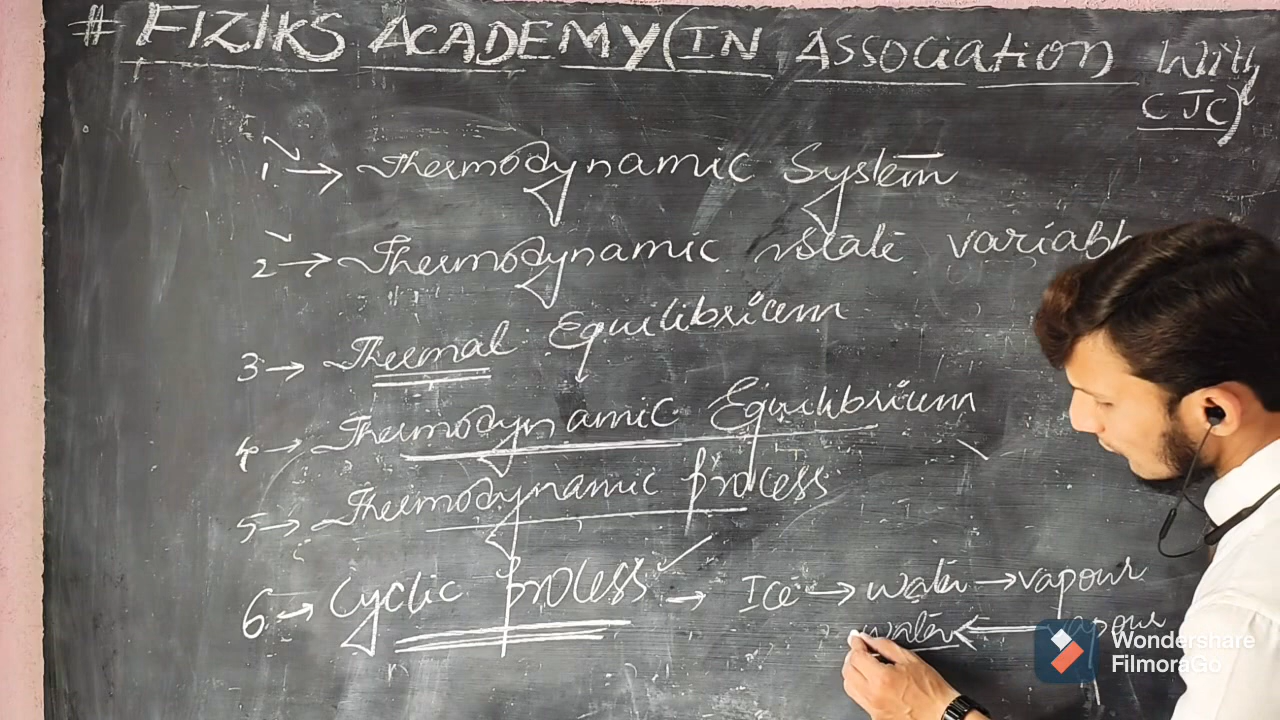 # FIZIKS ACADEMY (IN Association With
CJC)
1 → Thermodynamic System
2 → Thermodynamic state variabl
3 → Thermal Equilibrium
4 → Thermodynamic Equilibrium
5 → Thermodynamic process
6 → Cyclic process → Ice → water → vapour
water ← vapour
Wondershare
FilmoraGo